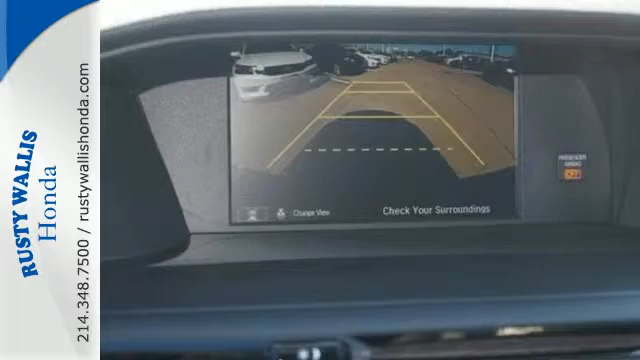 RUSTY WALLIS
Honda
214.348.7500 / rustywallishonda.com
Change View
Check Your Surroundings
PASSENGER
AIRBAG
OFF